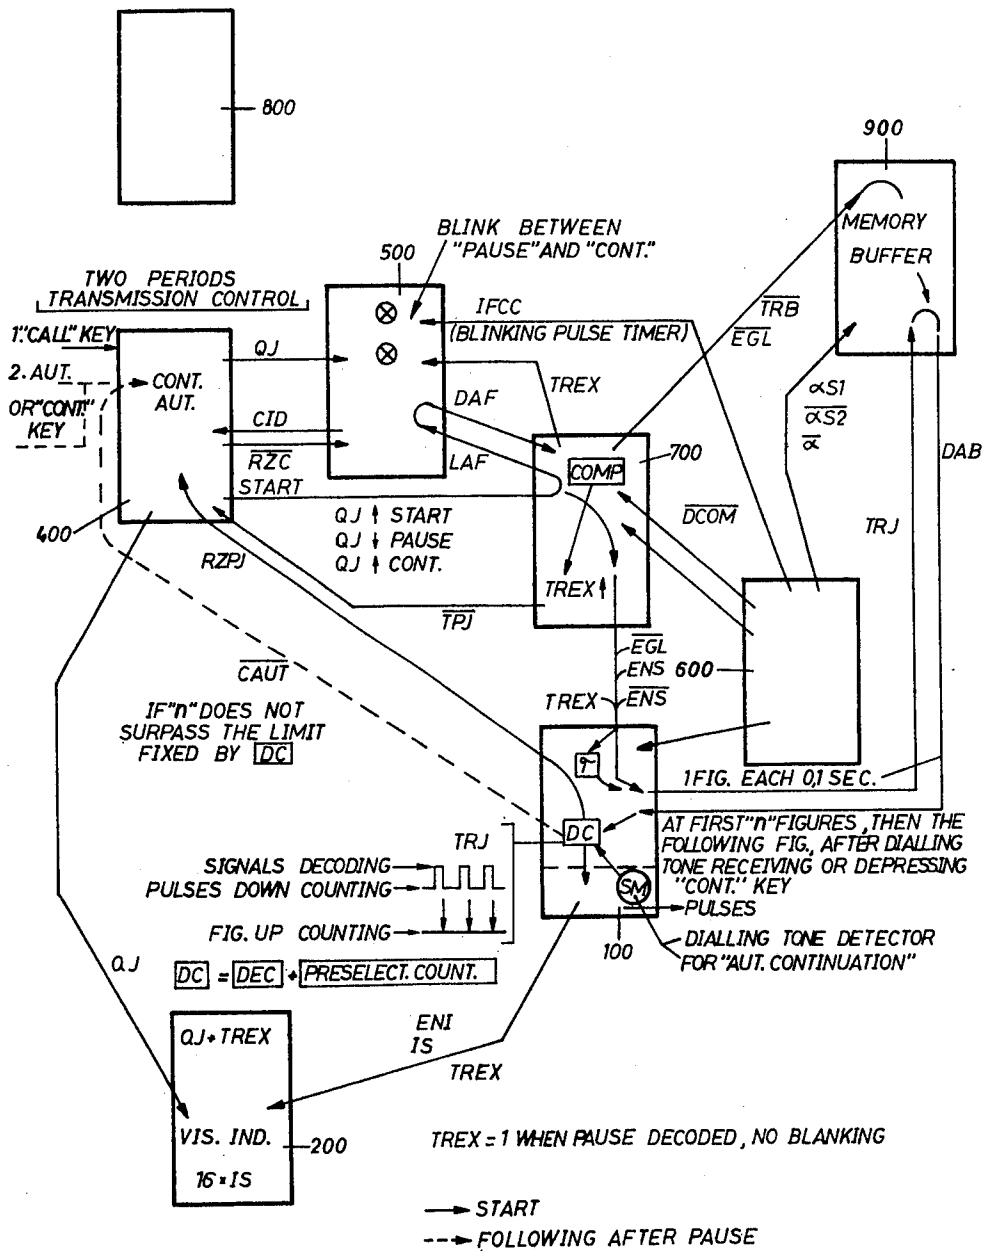 800
900
MEMORY
BUFFER
BLINK BETWEEN
"PAUSE" AND "CONT."
500
TWO PERIODS
TRANSMISSION CONTROL
IFCC
(BLINKING PULSE TIMER)
TRB
EGL
1."CALL" KEY
2. AUT.
OR "CONT."
KEY
CONT.
AUT.
QJ
TREX
CID
RZC
START
DAF
LAF
αS1
αS2
α
DAB
COMP
700
DCOM
TRJ
400
QJ ↑ START
QJ ↓ PAUSE
QJ ↑ CONT.
RZPJ
TREX ↑
TPJ
EGL
ENS
600
TREX
ENS
CAUT
IF "n" DOES NOT
SURPASS THE LIMIT
FIXED BY DC
1 FIG. EACH 0,1 SEC.
DC
AT FIRST "n" FIGURES, THEN THE
FOLLOWING FIG., AFTER DIALLING
TONE RECEIVING OR DEPRESSING
"CONT." KEY
TRJ
SIGNALS DECODING
PULSES DOWN COUNTING
FIG. UP COUNTING
SM
PULSES
100
DIALLING TONE DETECTOR
FOR "AUT. CONTINUATION"
QJ
DC = DEC + PRESELECT. COUNT.
ENI
IS
TREX
QJ + TREX
VIS. IND.
200
16 × IS
TREX = 1 WHEN PAUSE DECODED, NO BLANKING
START
FOLLOWING AFTER PAUSE